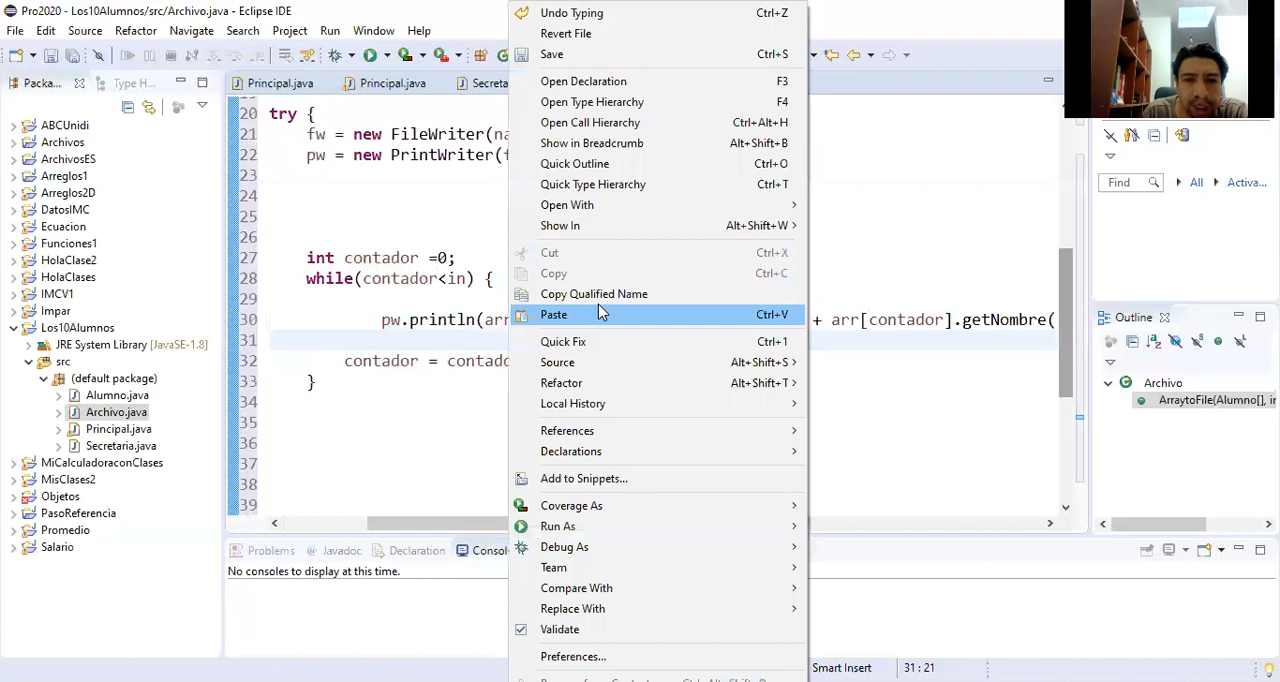 Pro2020 - Los10Alumnos/src/Archivo.java - Eclipse IDE
File Edit Source Refactor Navigate Search Project Run Window Help
Packa...
Type H...
ABCUnidi
Archivos
ArchivosES
Arreglos1
Arreglos2D
DatosIMC
Ecuacion
Funciones1
HolaClase2
HolaClases
IMCV1
Impar
Los10Alumnos
JRE System Library [JavaSE-1.8]
src
(default package)
Alumno.java
Archivo.java
Principal.java
Secretaria.java
MiCalculadoraconClases
MisClases2
Objetos
PasoReferencia
Promedio
Salario
Principal.java
Principal.java
Secreta
20 try {
21 fw = new FileWriter(na
22 pw = new PrintWriter(f
23
24
25
26
27 int contador =0;
28 while(contador<in) {
29
30 pw.println(arr + arr[contador].getNombre(
31
32 contador = contado
33 }
34
35
36
37
38
39
Undo Typing Ctrl+Z
Revert File
Save Ctrl+S
Open Declaration F3
Open Type Hierarchy F4
Open Call Hierarchy Ctrl+Alt+H
Show in Breadcrumb Alt+Shift+B
Quick Outline Ctrl+O
Quick Type Hierarchy Ctrl+T
Open With
Show In Alt+Shift+W
Cut Ctrl+X
Copy Ctrl+C
Copy Qualified Name
Paste Ctrl+V
Quick Fix Ctrl+1
Source Alt+Shift+S
Refactor Alt+Shift+T
Local History
References
Declarations
Add to Snippets...
Coverage As
Run As
Debug As
Team
Compare With
Replace With
Validate
Preferences...
Find All Activa...
Outline
Archivo
ArraytoFile(Alumno[], in
Problems Javadoc Declaration Consol
No consoles to display at this time.
Smart Insert 31 : 21